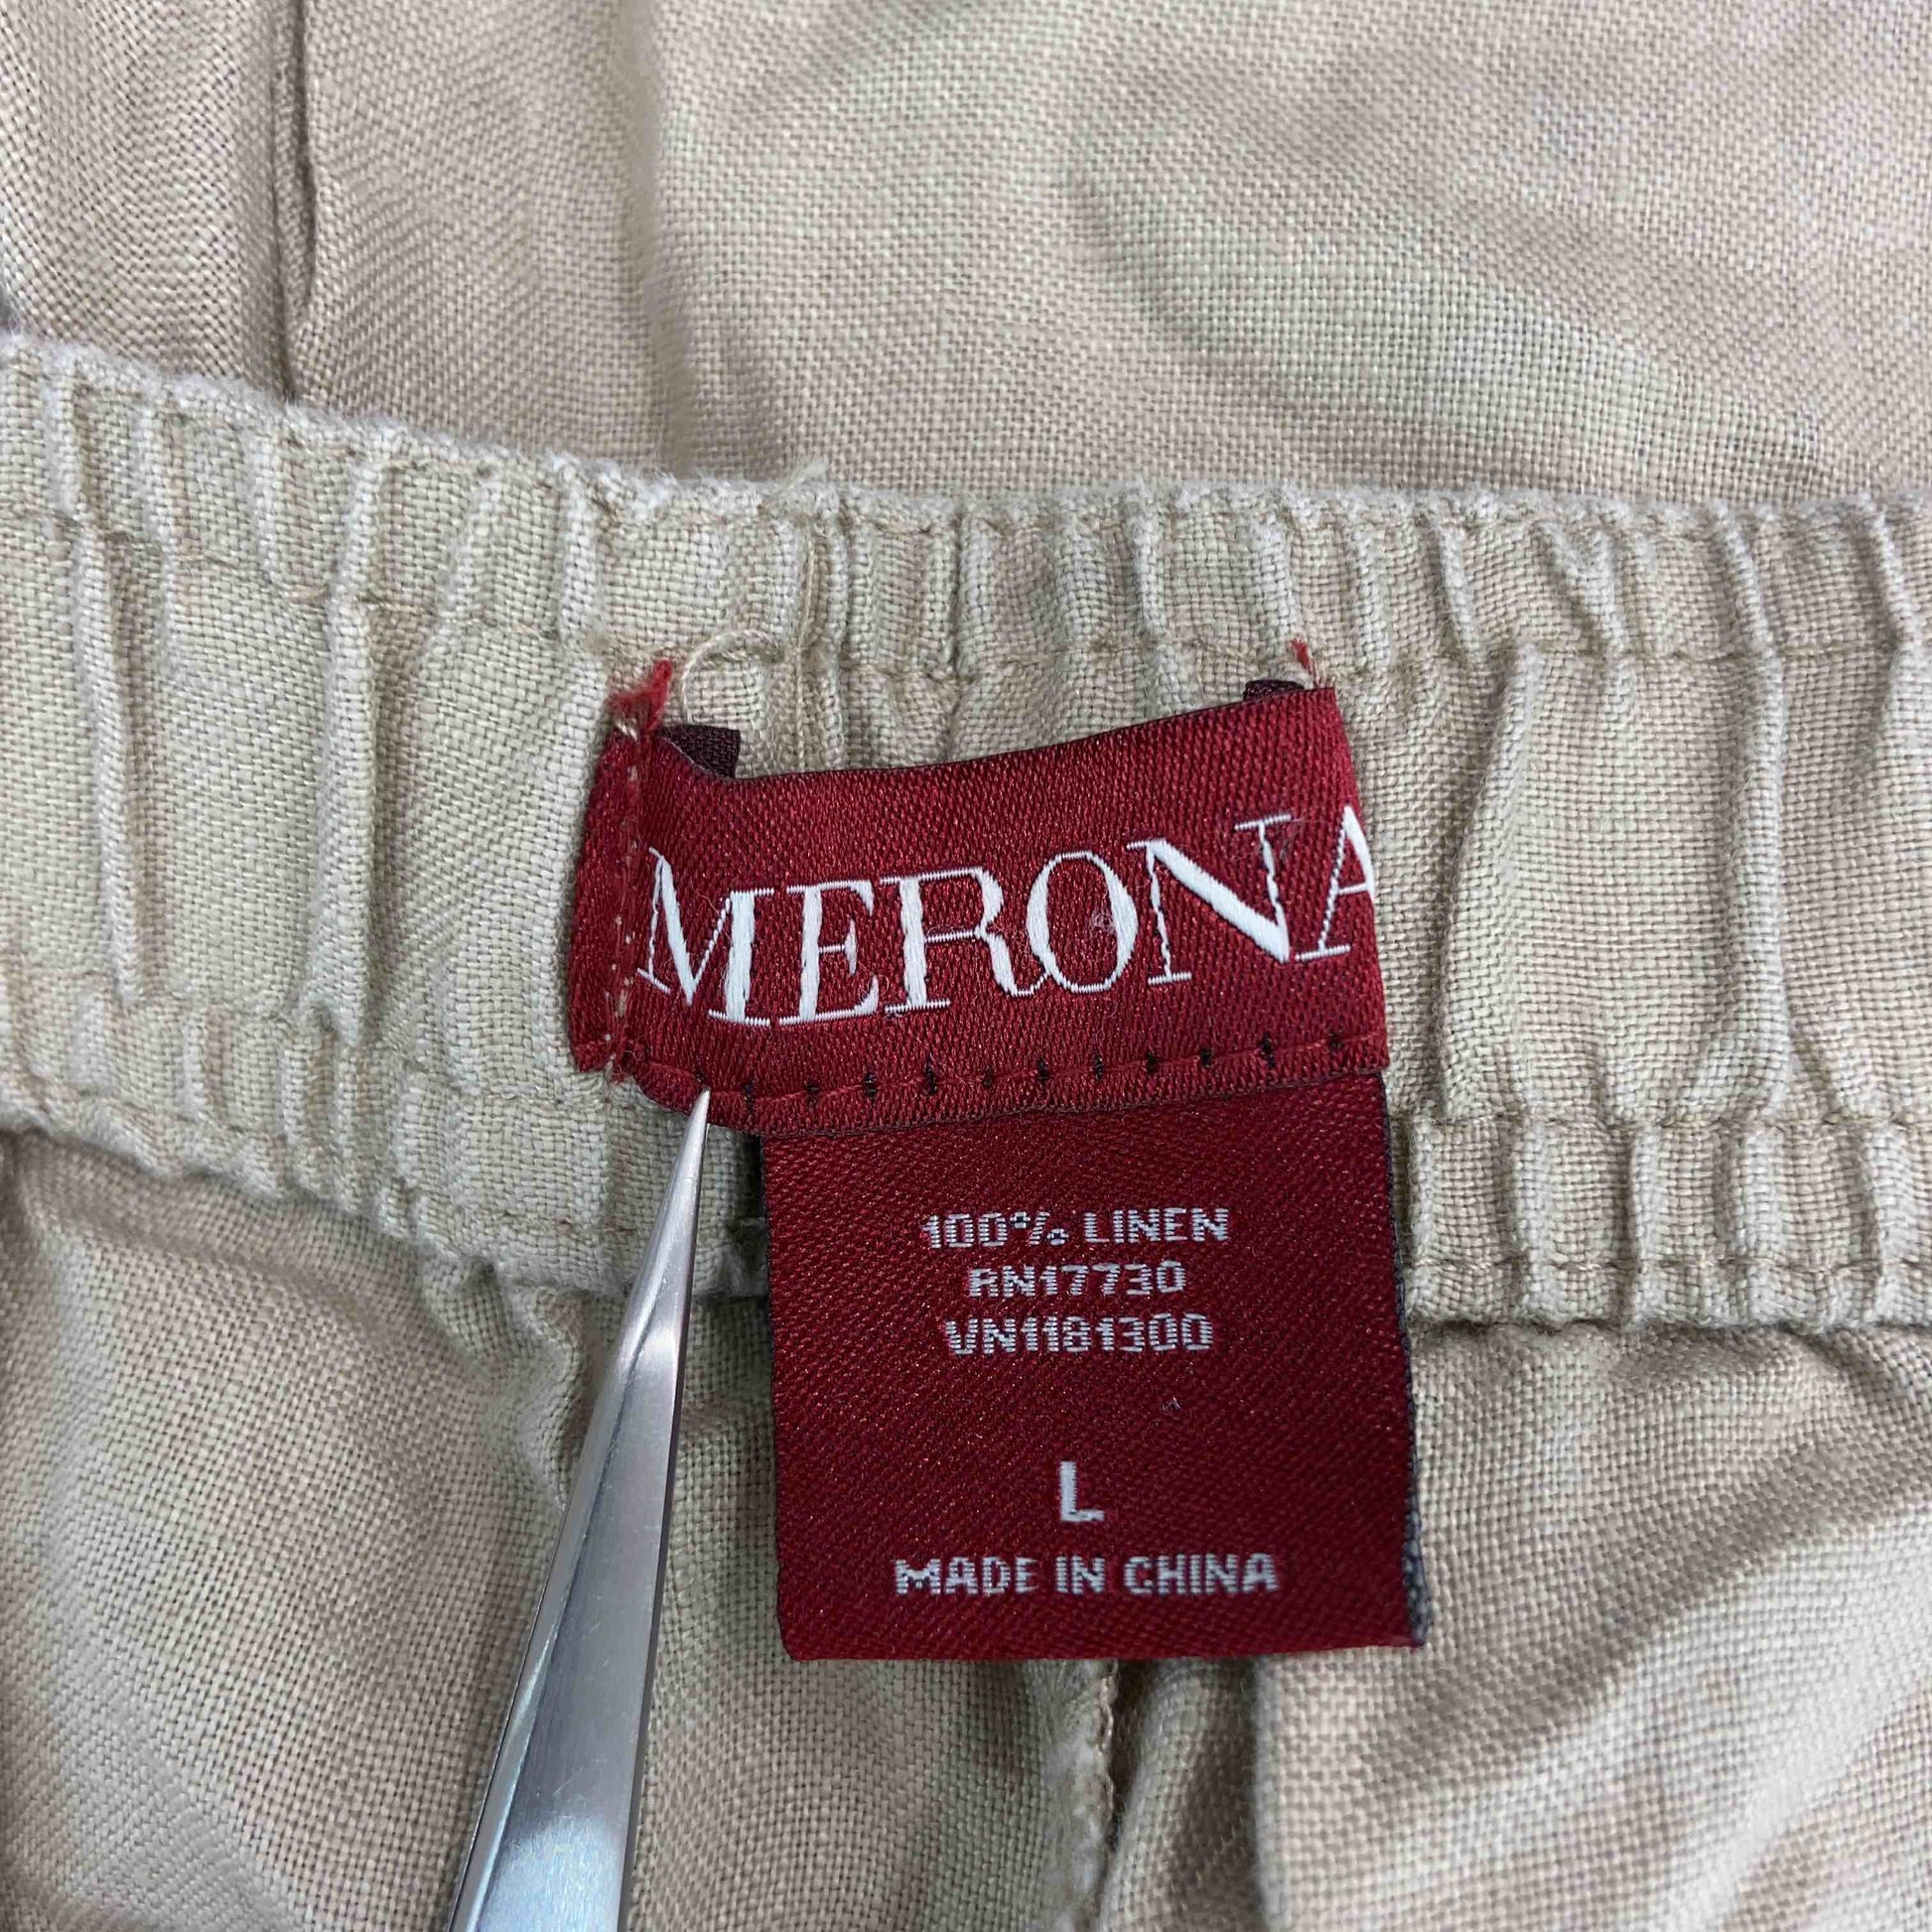 MERONA
100% LINEN
RN17730
VN1181300
L
MADE IN CHINA